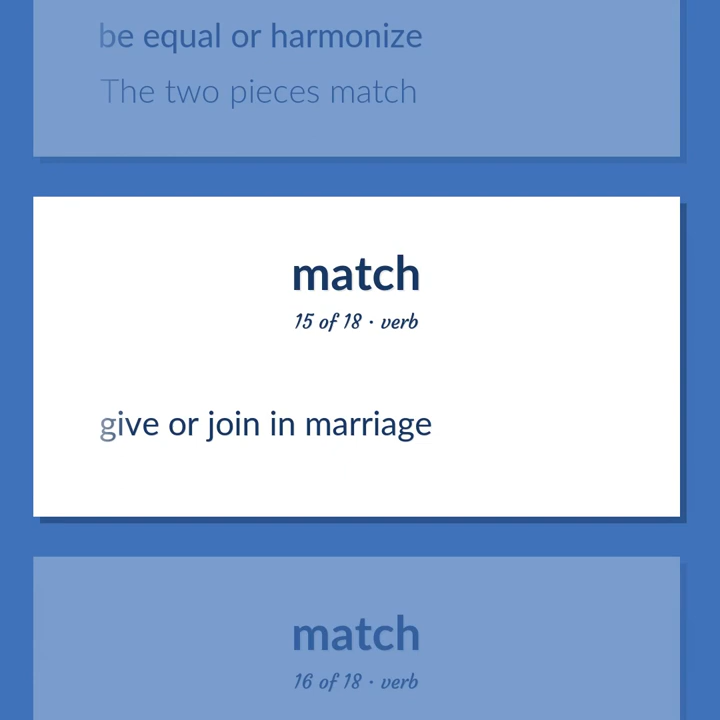 be equal or harmonize
The two pieces match
match
15 of 18 · verb
give or join in marriage
match
16 of 18 · verb